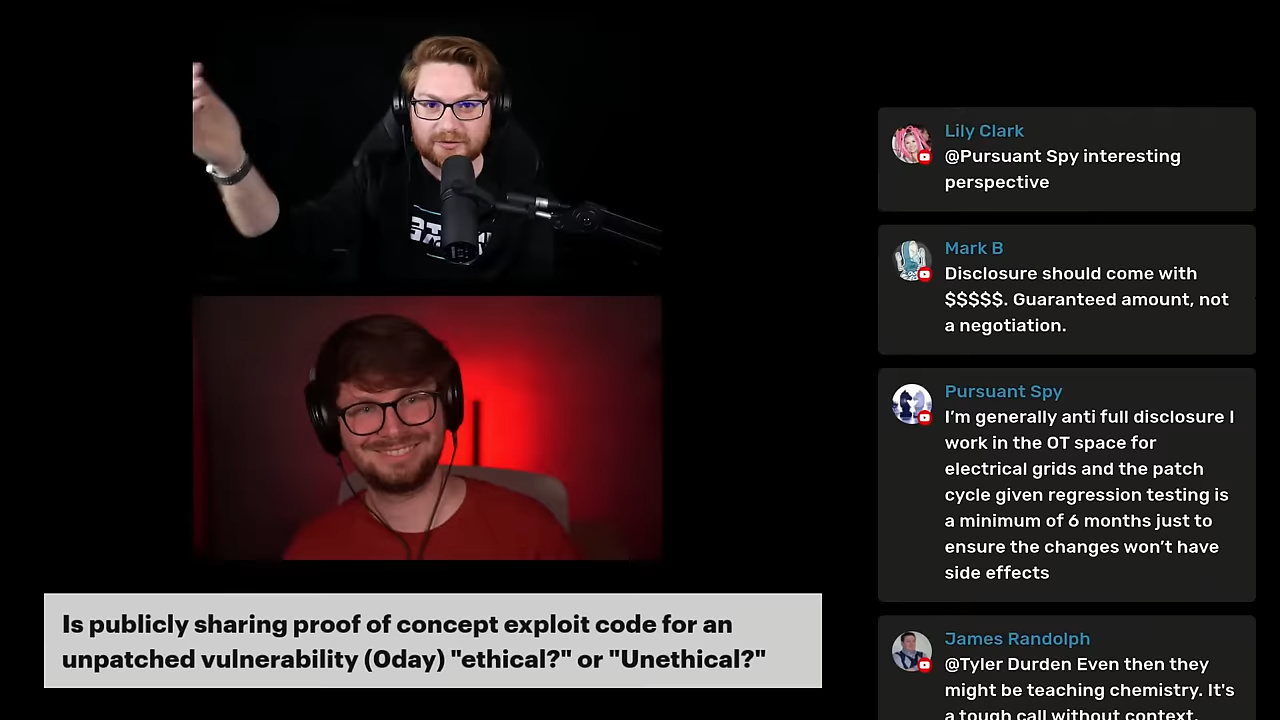 Lily Clark
@Pursuant Spy interesting
perspective
Mark B
Disclosure should come with
$$$$$. Guaranteed amount, not
a negotiation.
Pursuant Spy
I'm generally anti full disclosure I
work in the OT space for
electrical grids and the patch
cycle given regression testing is
a minimum of 6 months just to
ensure the changes won't have
side effects
James Randolph
@Tyler Durden Even then they
might be teaching chemistry. It's
a tough call without context.
Is publicly sharing proof of concept exploit code for an
unpatched vulnerability (0day) "ethical?" or "Unethical?"